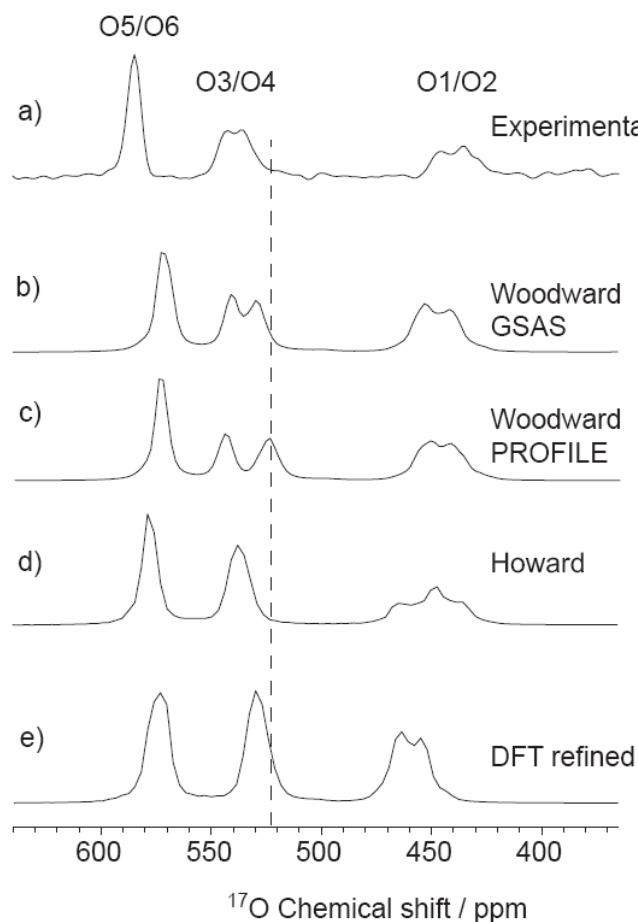 O5/O6
O3/O4
O1/O2
a)
Experimenta
b)
Woodward
GSAS
c)
Woodward
PROFILE
d)
Howard
e)
DFT refined
600 550 500 450 400
17O Chemical shift / ppm